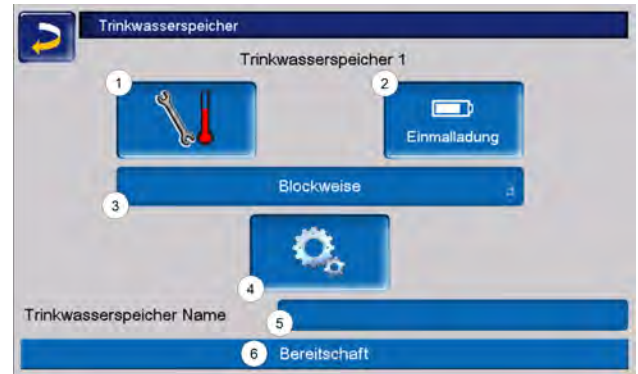 Trinkwasserspeicher
Trinkwasserspeicher 1
1
2
Einmalladung
3
Blockweise
4
Trinkwasserspeicher Name
5
6
Bereitschaft